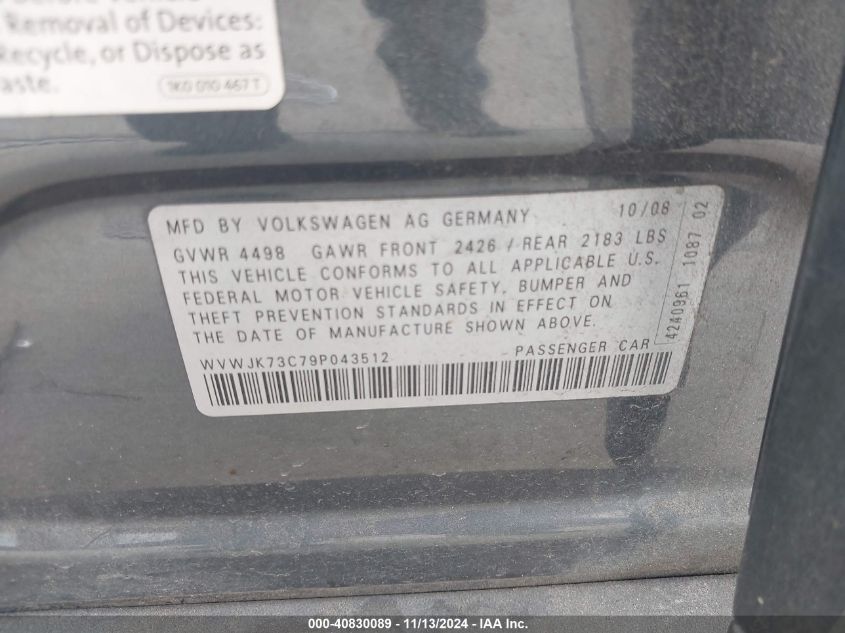 Removal of Devices:
Recycle, or Dispose as
aste.
1K0 010 467 T
MFD BY VOLKSWAGEN AG GERMANY 10/08
GVWR 4498 GAWR FRONT 2426 / REAR 2183 LBS
THIS VEHICLE CONFORMS TO ALL APPLICABLE U.S.
FEDERAL MOTOR VEHICLE SAFETY, BUMPER AND
THEFT PREVENTION STANDARDS IN EFFECT ON
THE DATE OF MANUFACTURE SHOWN ABOVE.
WVWJK73C79P043512 PASSENGER CAR
4240961 1087 02
000-40830089 - 11/13/2024 - IAA